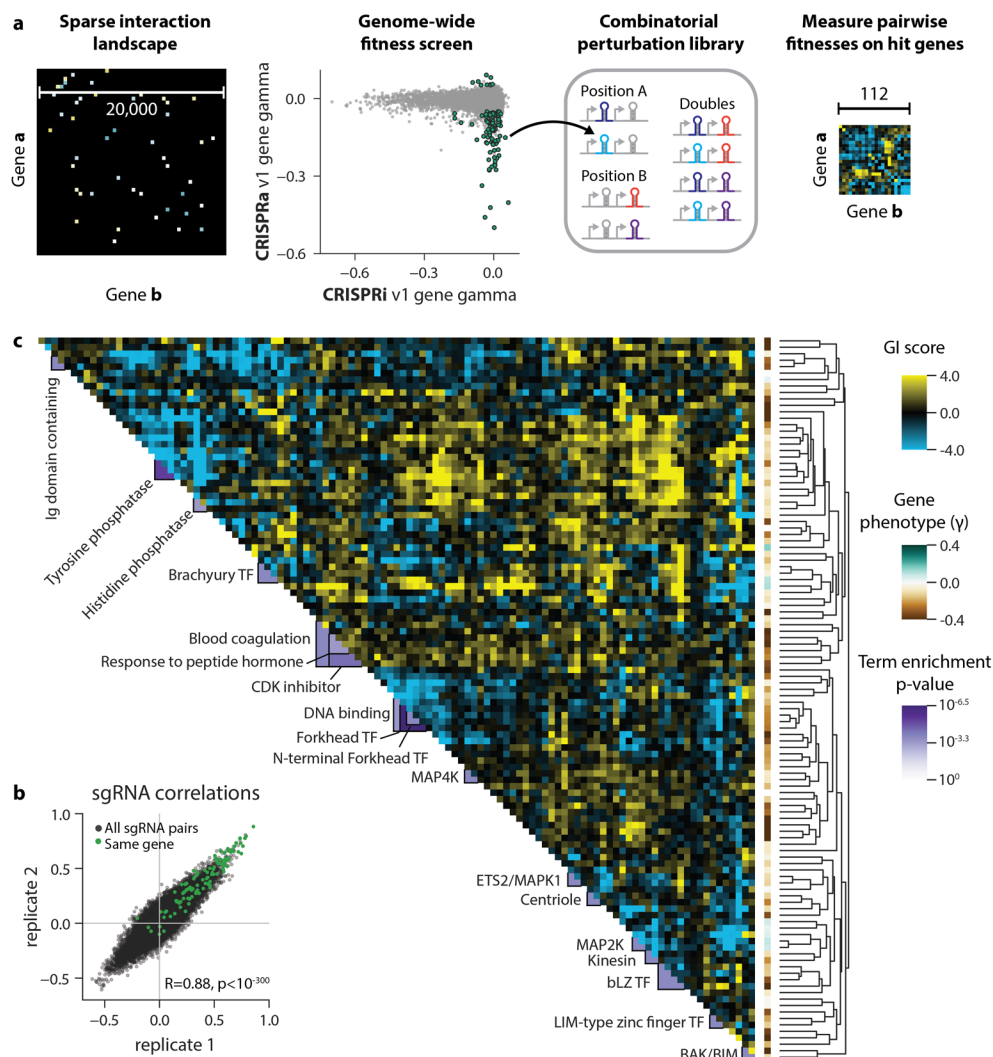 a
Sparse interaction
landscape
20,000
Gene a
Gene b
Genome-wide
fitness screen
CRISPRa v1 gene gamma
0.0
−0.3
−0.6
−0.6
−0.3
0.0
CRISPRi v1 gene gamma
Combinatorial
perturbation library
Position A
Position B
Doubles
Measure pairwise
fitnesses on hit genes
112
Gene a
Gene b
c
Ig domain containing
Tyrosine phosphatase
Histidine phosphatase
Brachyury TF
Blood coagulation
Response to peptide hormone
CDK inhibitor
DNA binding
Forkhead TF
N-terminal Forkhead TF
MAP4K
ETS2/MAPK1
Centriole
MAP2K
Kinesin
bLZ TF
LIM-type zinc finger TF
BAK/BIM
GI score
4.0
0.0
-4.0
Gene
phenotype (γ)
0.4
0.0
-0.4
Term enrichment
p-value
10-6.5
10-3.3
100
b
sgRNA correlations
All sgRNA pairs
Same gene
replicate 2
1.0
0.5
0.0
−0.5
R=0.88, p<10-300
−0.5
0.0
0.5
1.0
replicate 1